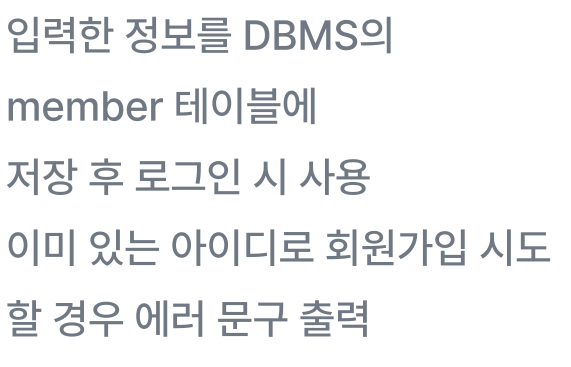 입력한 정보를 DBMS의
member 테이블에
저장 후 로그인 시 사용
이미 있는 아이디로 회원가입 시도
할 경우 에러 문구 출력